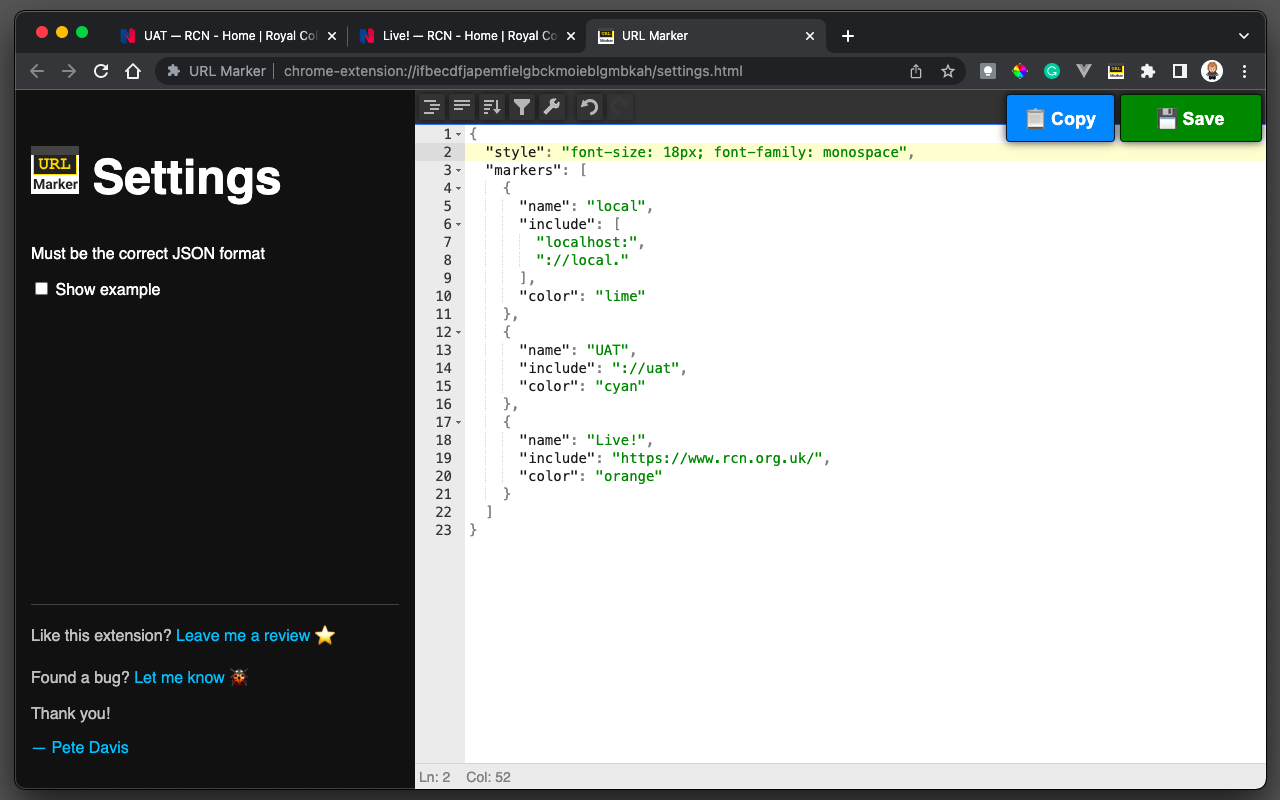 UAT — RCN - Home | Royal Col
Live! — RCN - Home | Royal Co
URL Marker
URL Marker
chrome-extension://ifbecdfjapemfielgbckmoieblgmbkah/settings.html
URL
Marker
Settings
Must be the correct JSON format
Show example
Like this extension? Leave me a review ⭐
Found a bug? Let me know 🐞
Thank you!
— Pete Davis
Copy
Save
1 {
2 "style": "font-size: 18px; font-family: monospace",
3 "markers": [
4 {
5 "name": "local",
6 "include": [
7 "localhost:",
8 "://local."
9 ],
10 "color": "lime"
11 },
12 {
13 "name": "UAT",
14 "include": "://uat",
15 "color": "cyan"
16 },
17 {
18 "name": "Live!",
19 "include": "https://www.rcn.org.uk/",
20 "color": "orange"
21 }
22 ]
23 }
Ln: 2 Col: 52